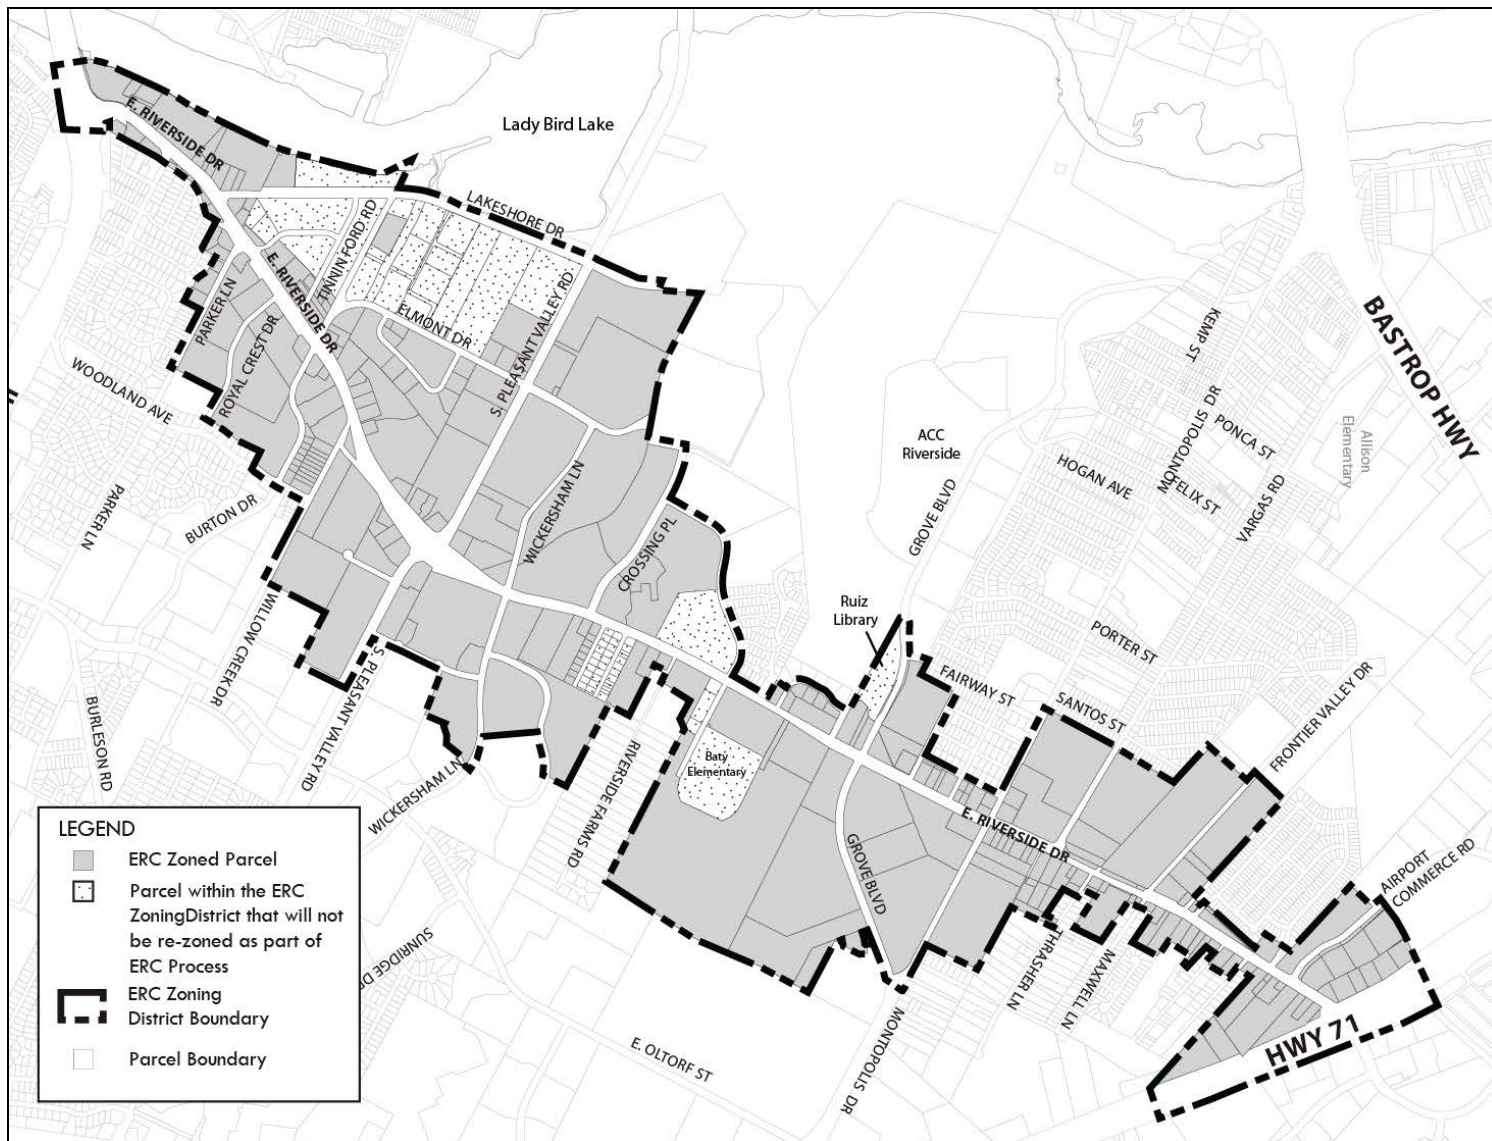 Lady Bird Lake
E. RIVERSIDE DR
LAKESHORE DR
TINNIN FORD RD
E. RIVERSIDE DR
PARKER LN
ROYAL CREST DR
ELMONT DR
S. PLEASANT VALLEY RD
WOODLAND AVE
KEMP ST
BASTROP HWY
MONTOPOLIS DR
PONCA ST
Allison
Elementary
ACC
Riverside
HOGAN AVE
FELIX ST
VARGAS RD
PARKER LN
BURTON DR
WICKERSHAM LN
CROSSING PL
GROVE BLVD
WILLOW CREEK DR
Ruiz
Library
PORTER ST
FAIRWAY ST
SANTOS ST
FRONTIER VALLEY DR
S. PLEASANT VALLEY RD
BURLESON RD
WICKERSHAM LN
RIVERSIDE FARMS RD
Baty
Elementary
GROVE BLVD
E. RIVERSIDE DR
AIRPORT
COMMERCE RD
SUNRIDGE DR
THRASHER LN
MAXWELL LN
MONTOPOLIS DR
E. OLTORF ST
HWY 71
LEGEND
ERC Zoned Parcel
Parcel within the ERC
ZoningDistrict that will not
be re-zoned as part of
ERC Process
ERC Zoning
District Boundary
Parcel Boundary